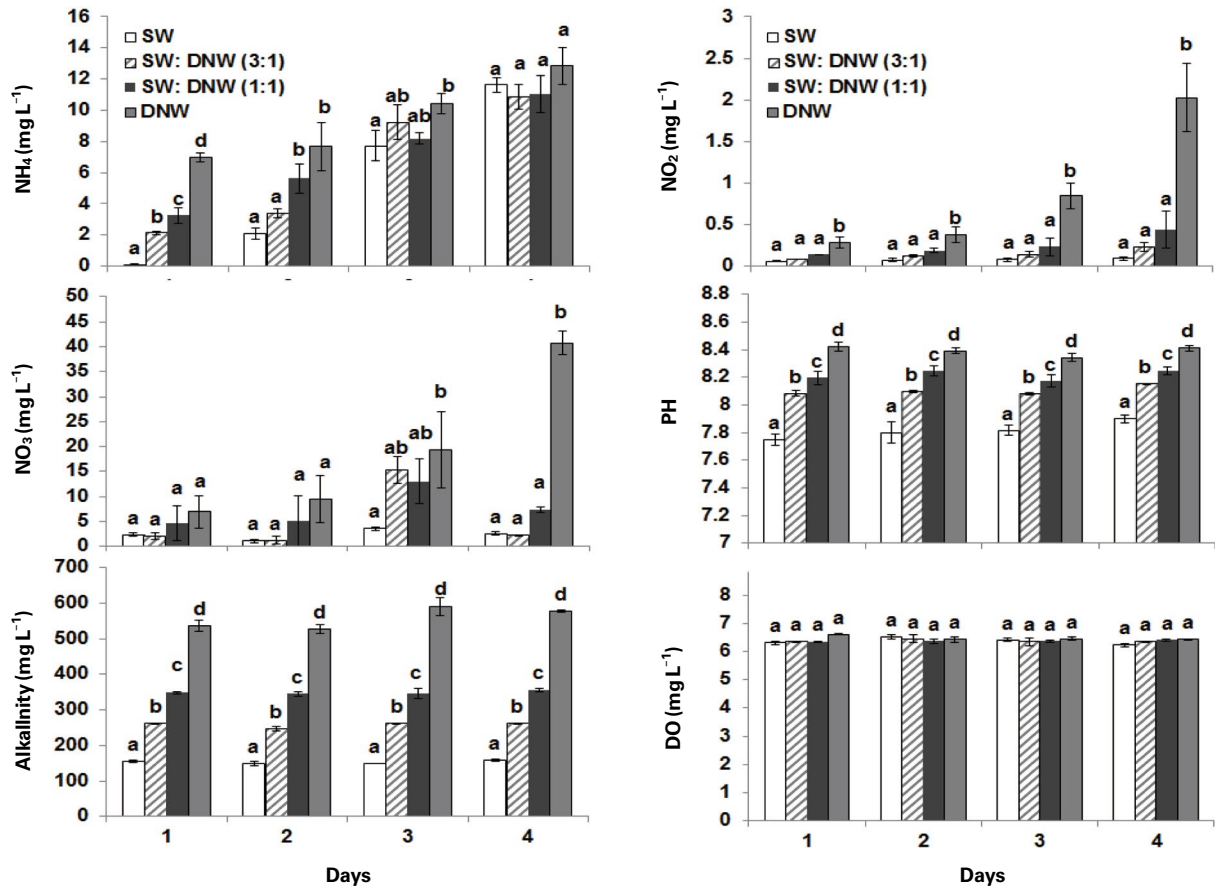 NH₄ (mg L⁻¹)
16
14
12
10
8
6
4
2
0
SW
SW: DNW (3:1)
SW: DNW (1:1)
DNW
a b c d
a a b b
a ab ab b
a a a a
NO₂ (mg L⁻¹)
3
2.5
2
1.5
1
0.5
0
SW
SW: DNW (3:1)
SW: DNW (1:1)
DNW
a a a b
a a a b
a a a b
a a a b
NO₃ (mg L⁻¹)
50
45
40
35
30
25
20
15
10
5
0
a a a a
a a a a
a ab ab b
a a a b
PH
8.8
8.6
8.4
8.2
8
7.8
7.6
7.4
7.2
7
a b c d
a b c d
a b c d
a b c d
Alkallnity (mg L⁻¹)
700
600
500
400
300
200
100
0
a b c d
a b c d
a b c d
a b c d
1 2 3 4
Days
DO (mg L⁻¹)
8
7
6
5
4
3
2
1
0
a a a a
a a a a
a a a a
a a a a
1 2 3 4
Days